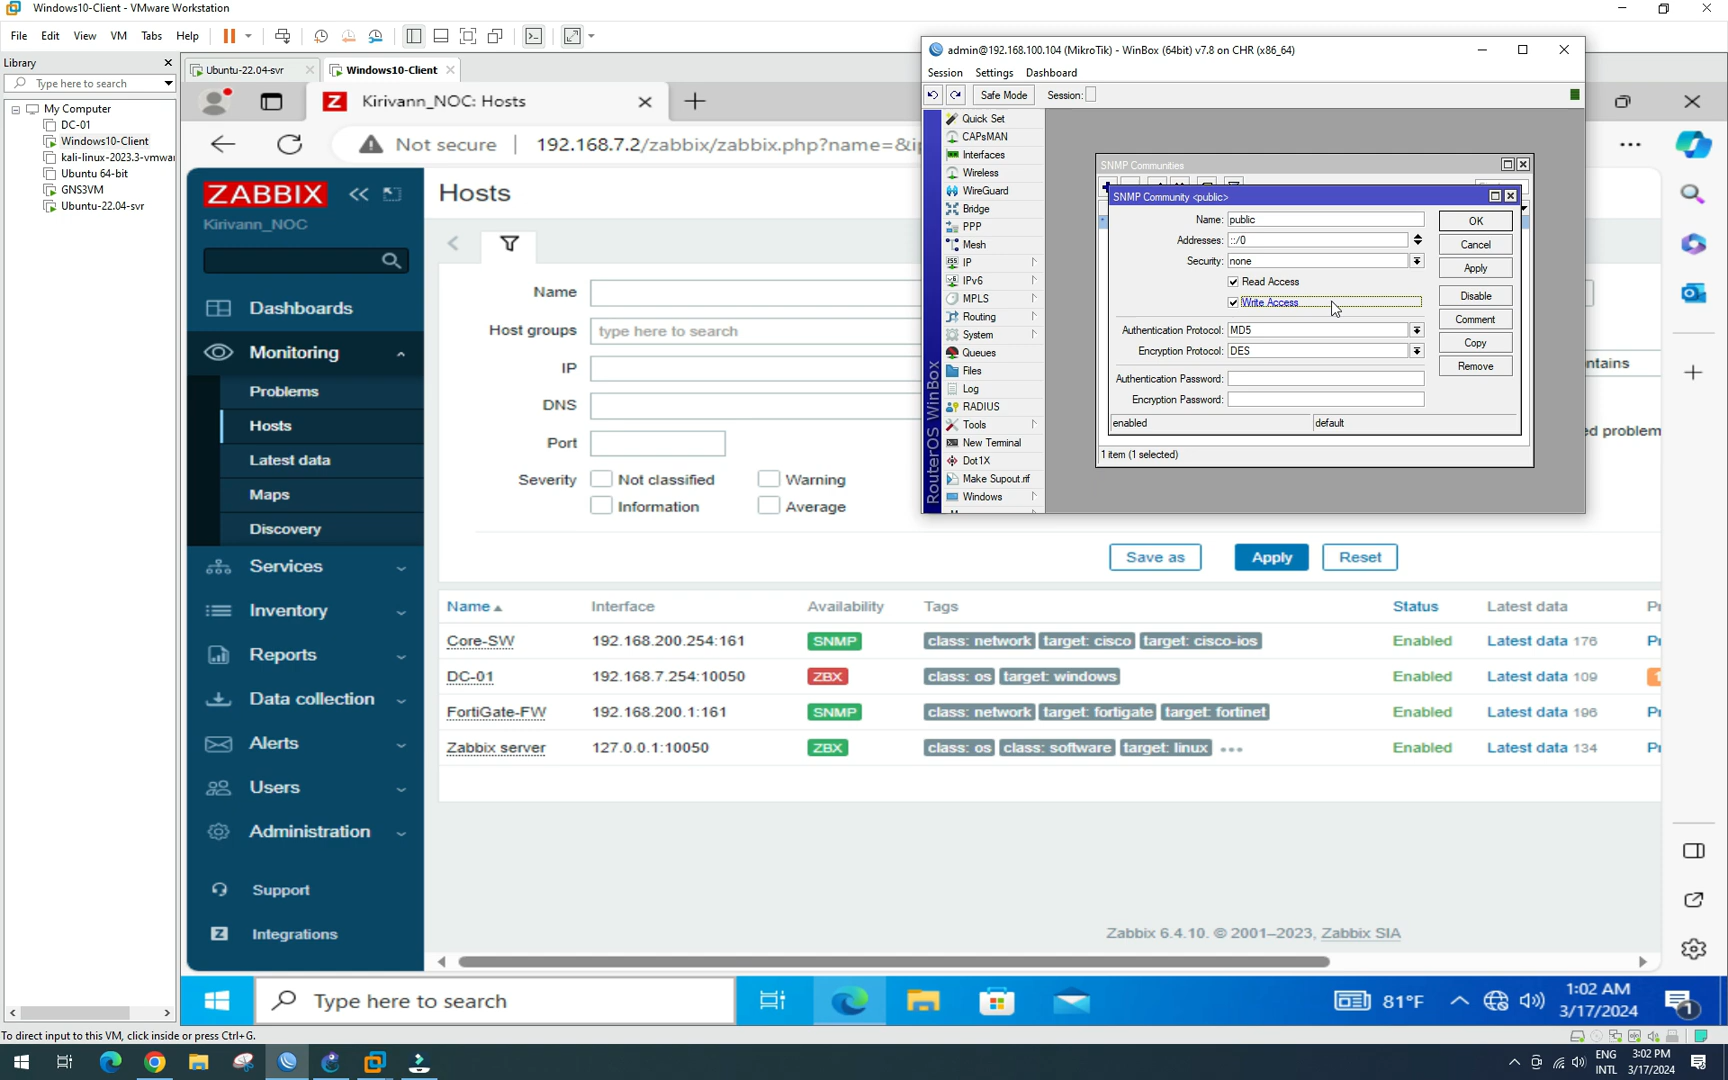 Windows10-Client - VMware Workstation
File Edit View VM Tabs Help
Library
Type here to search
My Computer
DC-01
Windows10-Client
kali-linux-2023.3-vmwar
Ubuntu 64-bit
GNS3VM
Ubuntu-22.04-svr
Ubuntu-22.04-svr
Windows10-Client
Kirivann_NOC: Hosts
Not secure
192.168.7.2/zabbix/zabbix.php?name=&ip
ZABBIX
Kirivann_NOC
Dashboards
Monitoring
Problems
Hosts
Latest data
Maps
Discovery
Services
Inventory
Reports
Data collection
Alerts
Users
Administration
Support
Integrations
Hosts
Name
Host groups type here to search
IP
DNS
Port
Severity Not classified Warning
Information Average
ntains
ed problem
Save as Apply Reset
Name Interface Availability Tags Status Latest data Pr
Core-SW 192.168.200.254:161 SNMP class: network target: cisco target: cisco-ios Enabled Latest data 176 Pr
DC-01 192.168.7.254:10050 ZBX class: os target: windows Enabled Latest data 109 1
FortiGate-FW 192.168.200.1:161 SNMP class: network target: fortigate target: fortinet Enabled Latest data 196 Pr
Zabbix server 127.0.0.1:10050 ZBX class: os class: software target: linux ••• Enabled Latest data 134 Pr
Zabbix 6.4.10. © 2001–2023, Zabbix SIA
admin@192.168.100.104 (MikroTik) - WinBox (64bit) v7.8 on CHR (x86_64)
Session Settings Dashboard
Safe Mode Session:
RouterOS WinBox
Quick Set
CAPsMAN
Interfaces
Wireless
WireGuard
Bridge
PPP
Mesh
IP
IPv6
MPLS
Routing
System
Queues
Files
Log
RADIUS
Tools
New Terminal
Dot1X
Make Supout.rif
Windows
SNMP Communities
SNMP Community <public>
Name: public
Addresses: ::/0
Security: none
Read Access
Write Access
Authentication Protocol: MD5
Encryption Protocol: DES
Authentication Password:
Encryption Password:
OK
Cancel
Apply
Disable
Comment
Copy
Remove
enabled default
1 item (1 selected)
Type here to search
81°F
1:02 AM
3/17/2024
1
To direct input to this VM, click inside or press Ctrl+G.
ENG
INTL
3:02 PM
3/17/2024